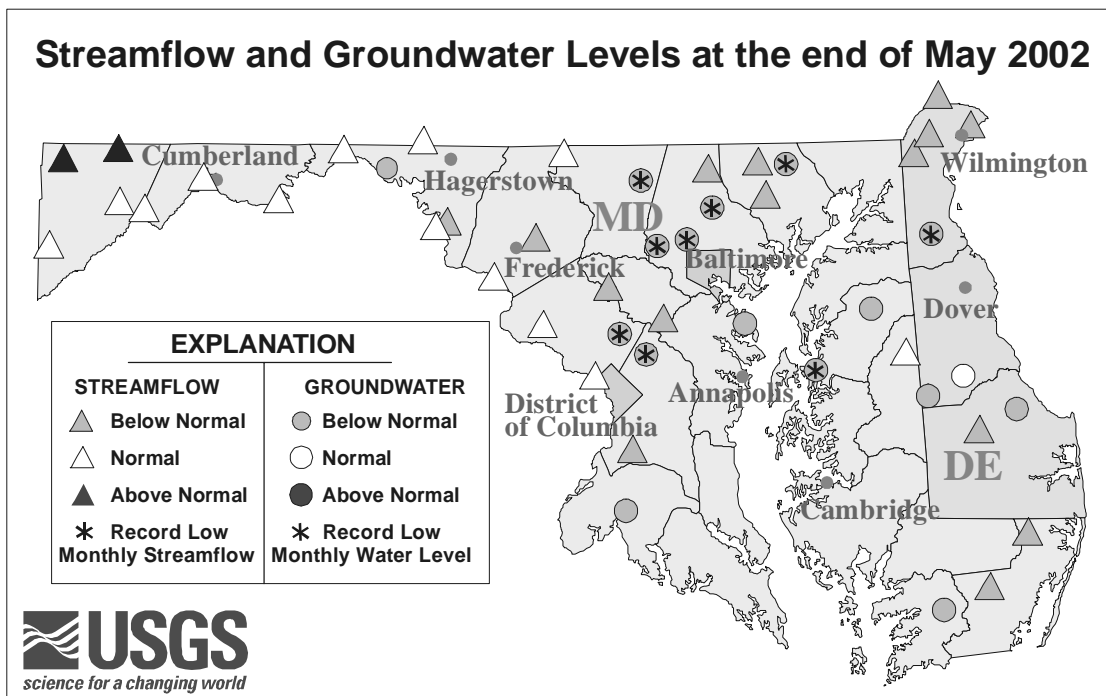 Streamflow and Groundwater Levels at the end of May 2002
Cumberland
Hagerstown
Wilmington
MD
Frederick
Baltimore
Dover
Annapolis
District
of Columbia
DE
Cambridge
EXPLANATION
STREAMFLOW
Below Normal
Normal
Above Normal
Record Low
Monthly Streamflow
GROUNDWATER
Below Normal
Normal
Above Normal
Record Low
Monthly Water Level
USGS
science for a changing world